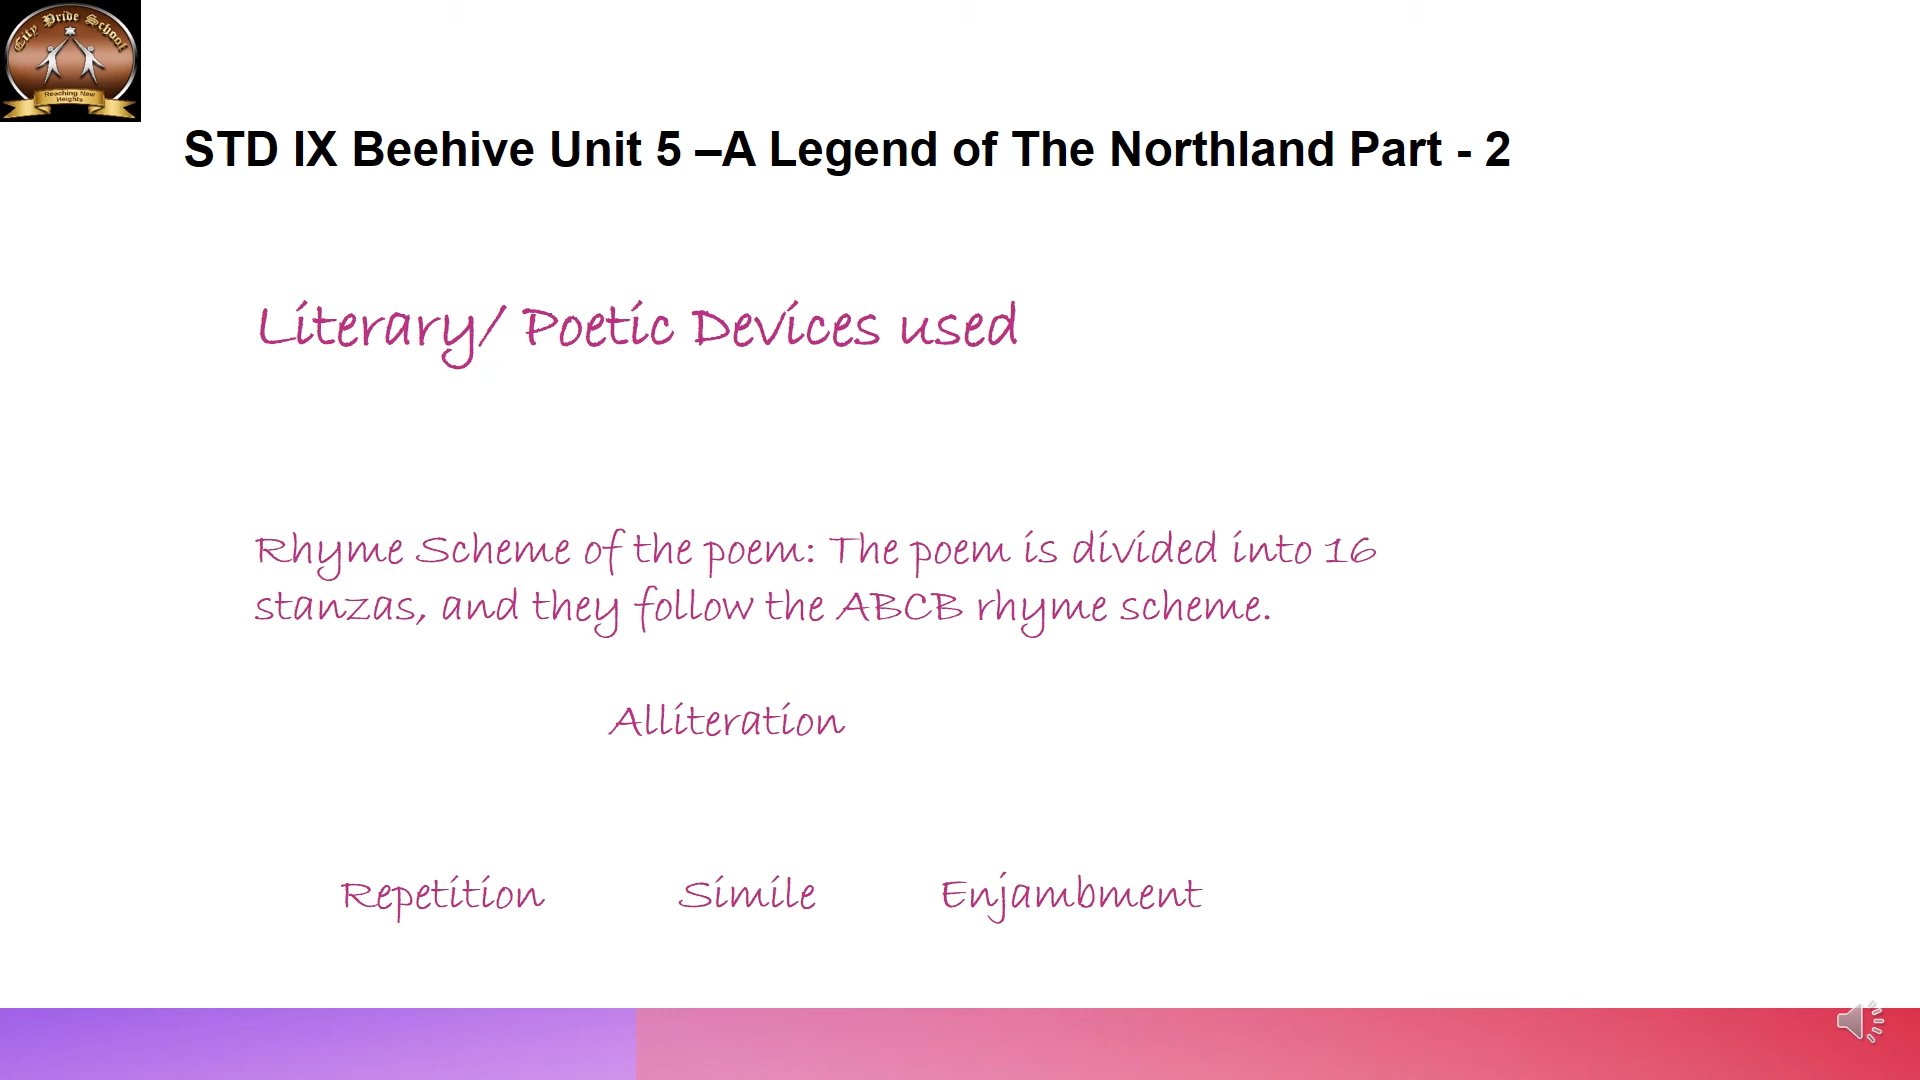 City Pride School
Reaching New
Heights
STD IX Beehive Unit 5 –A Legend of The Northland Part - 2
Literary/ Poetic Devices used
Rhyme Scheme of the poem: The poem is divided into 16
stanzas, and they follow the ABCB rhyme scheme.
Alliteration
Repetition Simile Enjambment